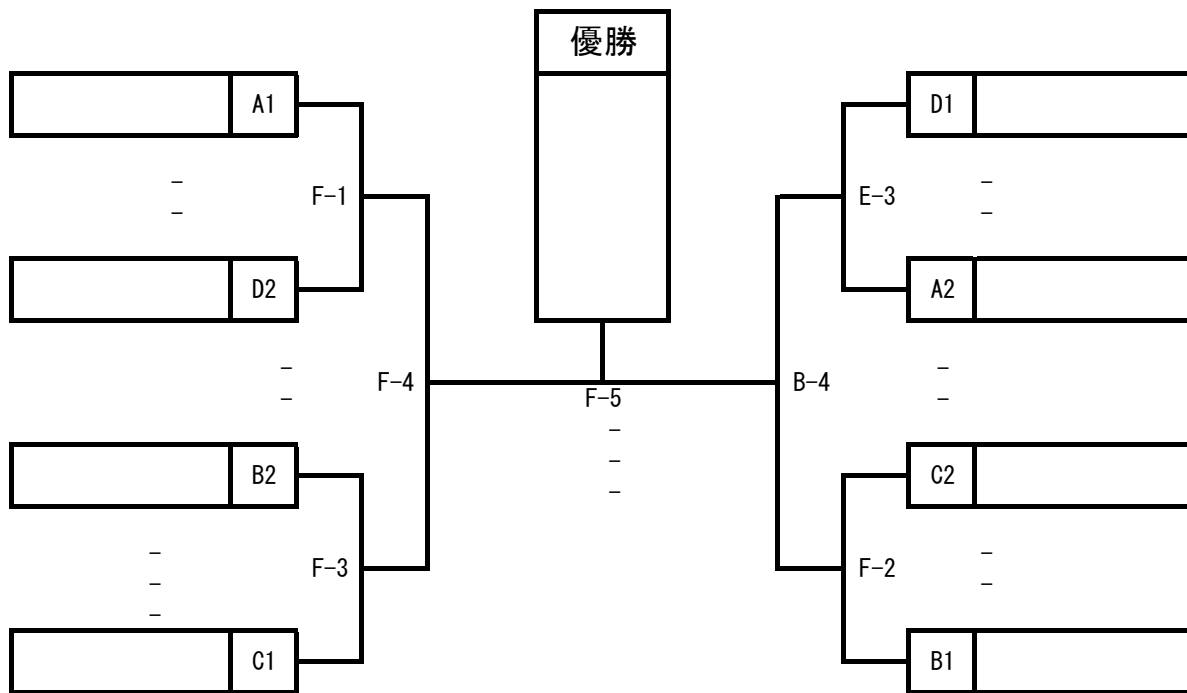 優勝
A1
D1
–
–
F-1
E-3
–
–
D2
A2
–
–
F-4
F-5
B-4
–
–
–
–
–
B2
C2
–
–
–
F-3
F-2
–
–
C1
B1